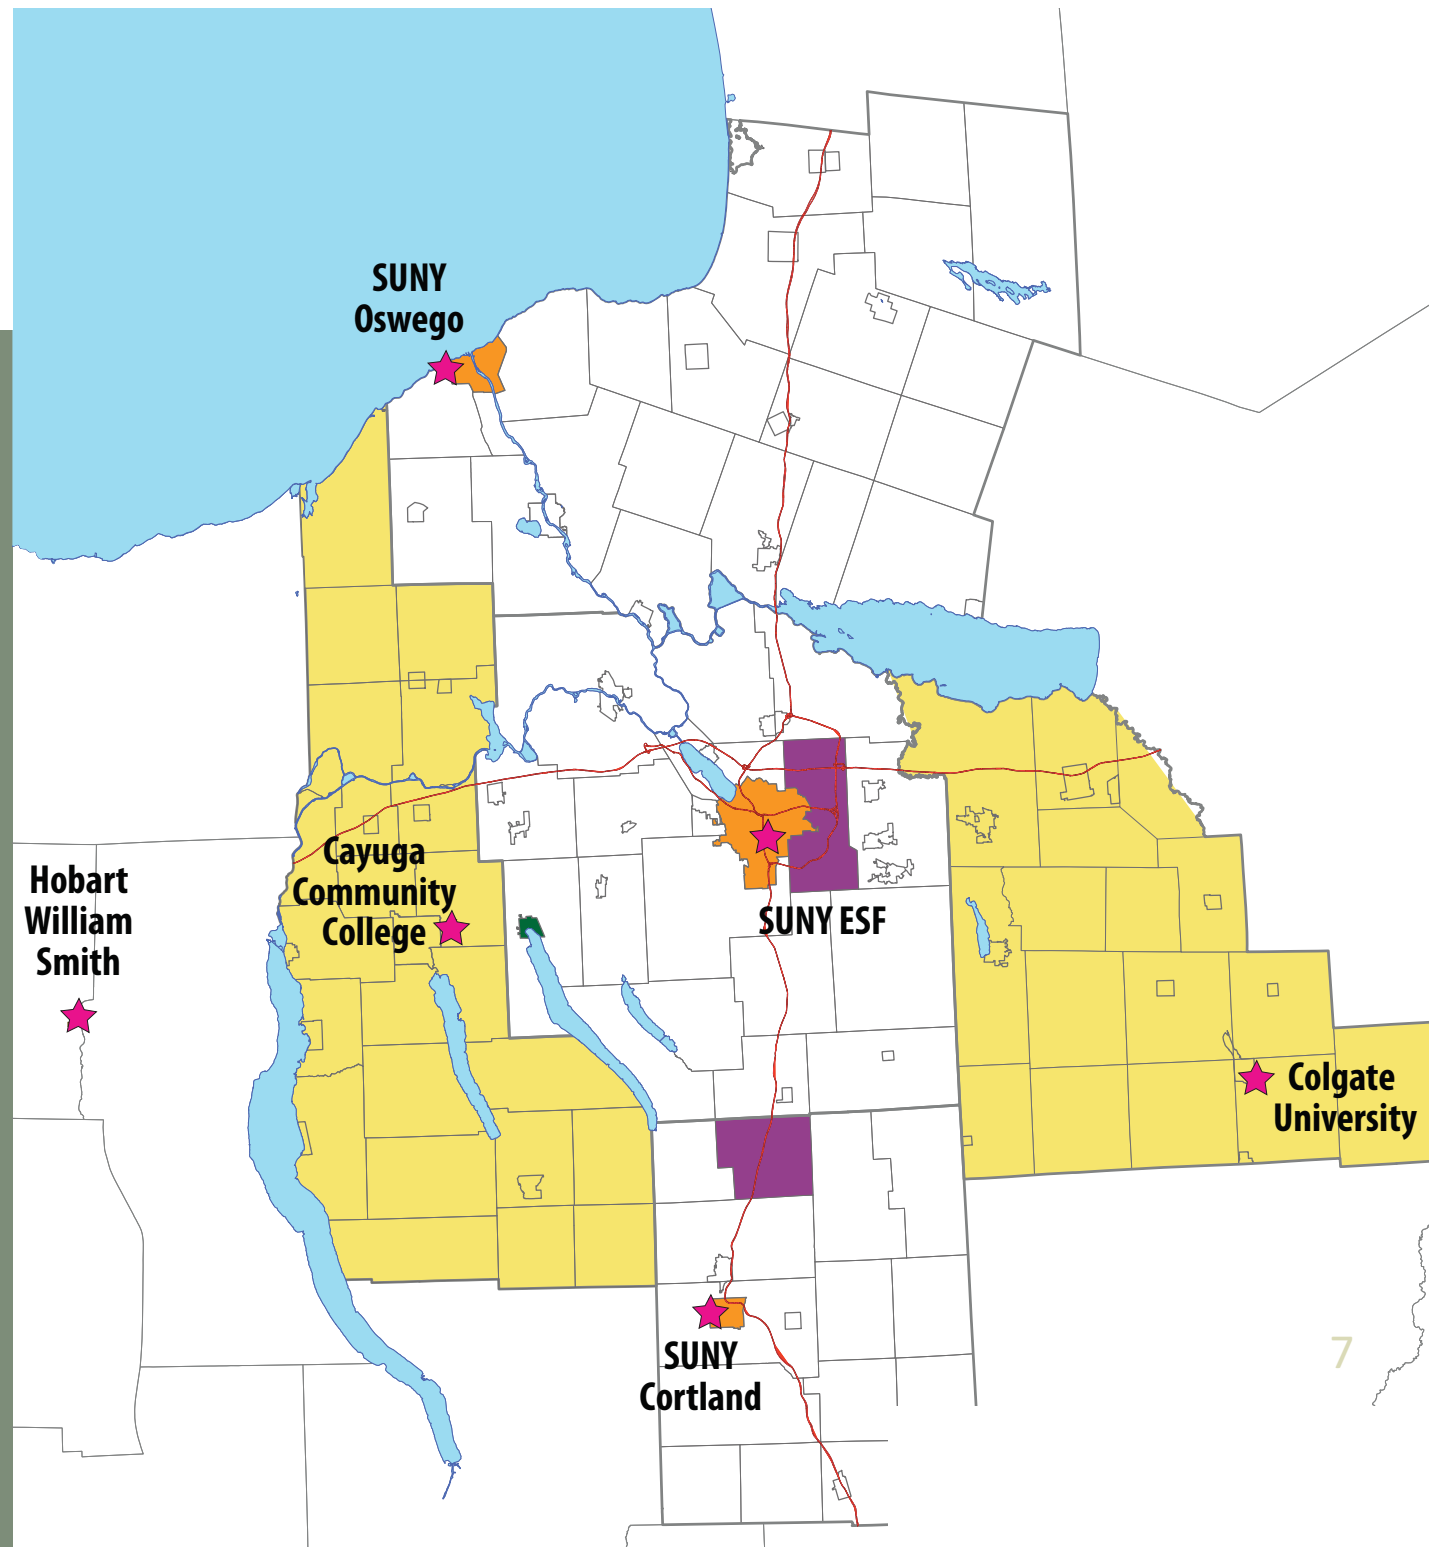 SUNY
Oswego
Cayuga
Community
College
Hobart
William
Smith
SUNY ESF
Colgate
University
SUNY
Cortland
7